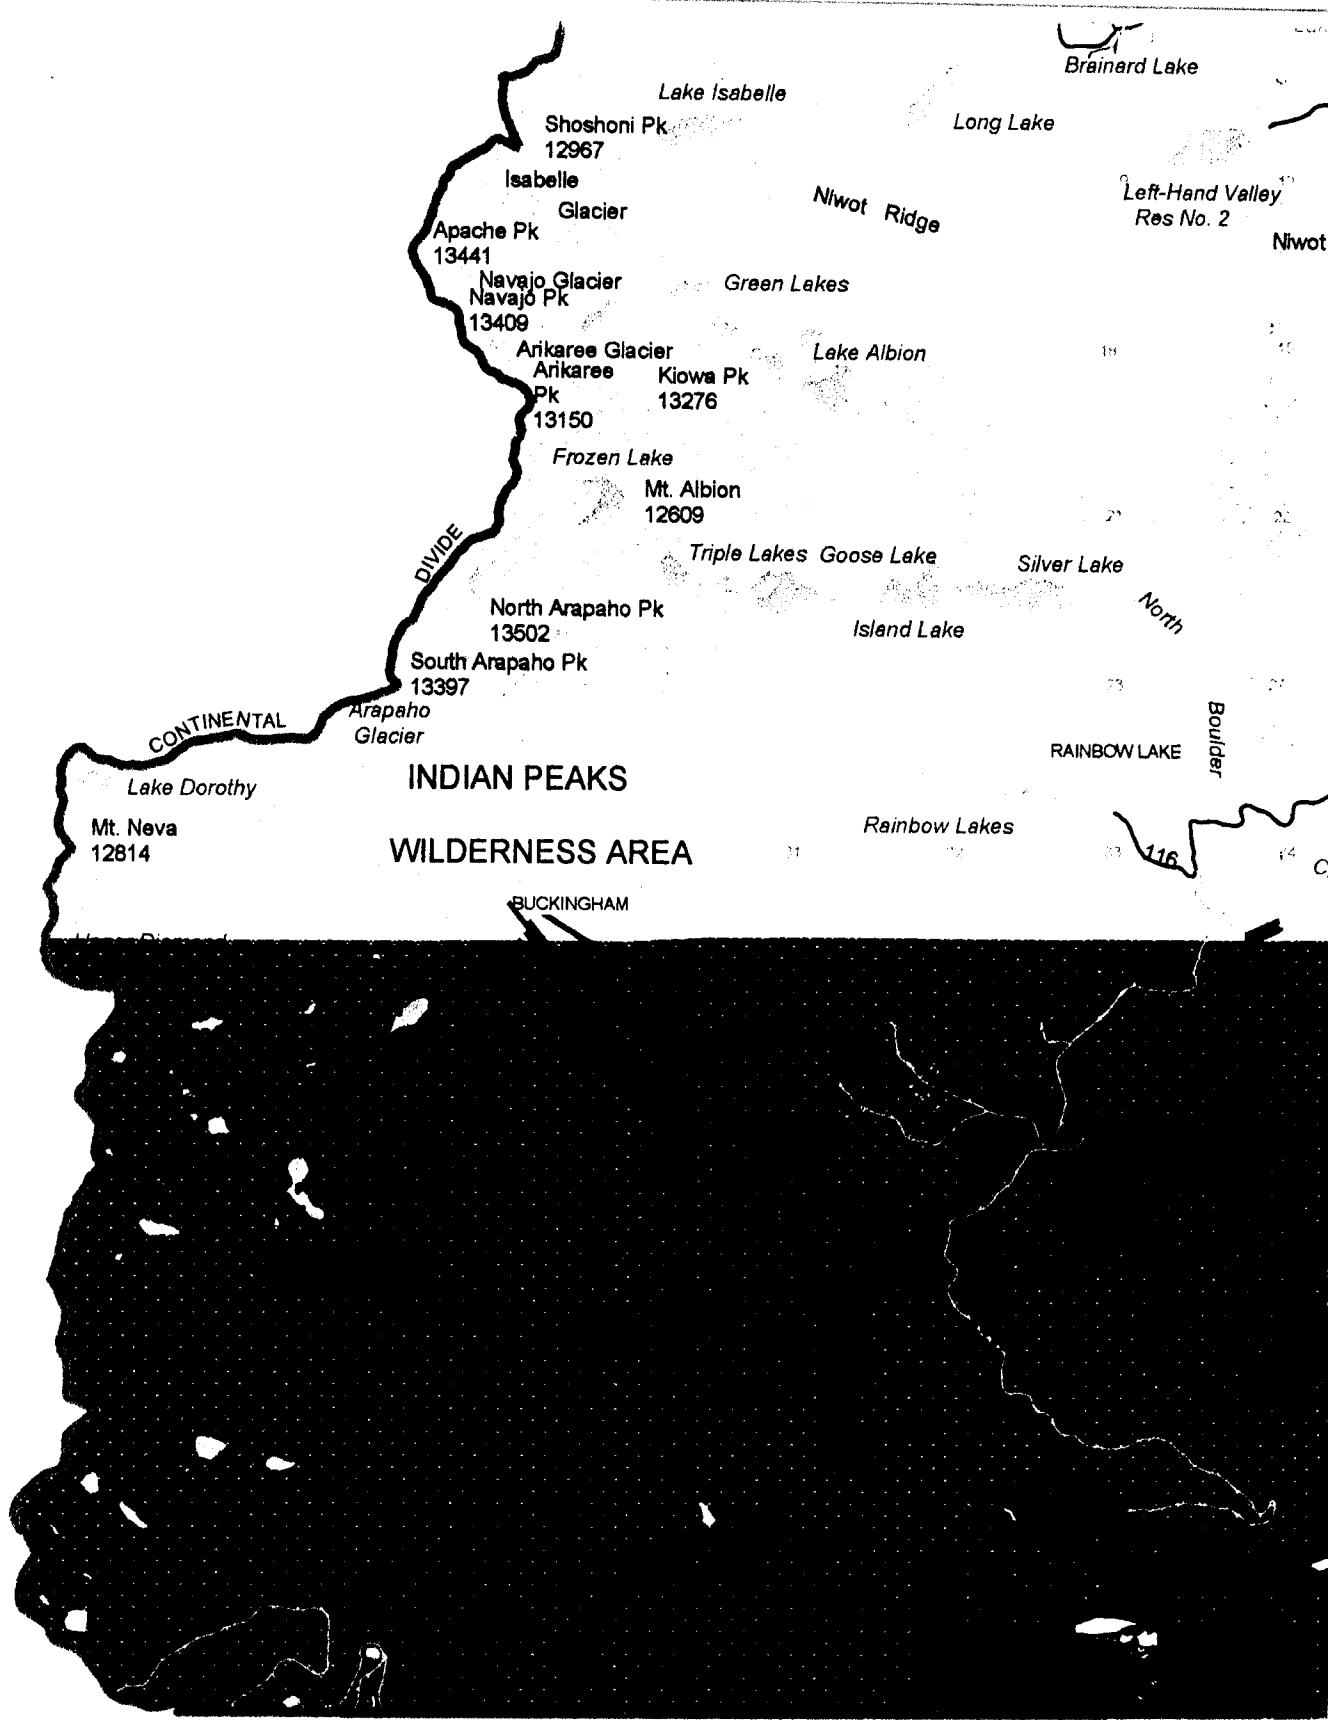 Brainard Lake
Lake Isabelle
Long Lake
Shoshoni Pk
12967
Isabelle
Glacier
Niwot Ridge
Left-Hand Valley
Res No. 2
Niwot
Apache Pk
13441
Navajo Glacier
Navajo Pk
13409
Green Lakes
Arikaree Glacier
Arikaree
Pk
13150
Kiowa Pk
13276
Lake Albion
Frozen Lake
Mt. Albion
12609
DIVIDE
Triple Lakes
Goose Lake
Silver Lake
North
North Arapaho Pk
13502
Island Lake
South Arapaho Pk
13397
Arapaho
Glacier
CONTINENTAL
Boulder
RAINBOW LAKE
Lake Dorothy
INDIAN PEAKS
Mt. Neva
12814
Rainbow Lakes
WILDERNESS AREA
116
BUCKINGHAM